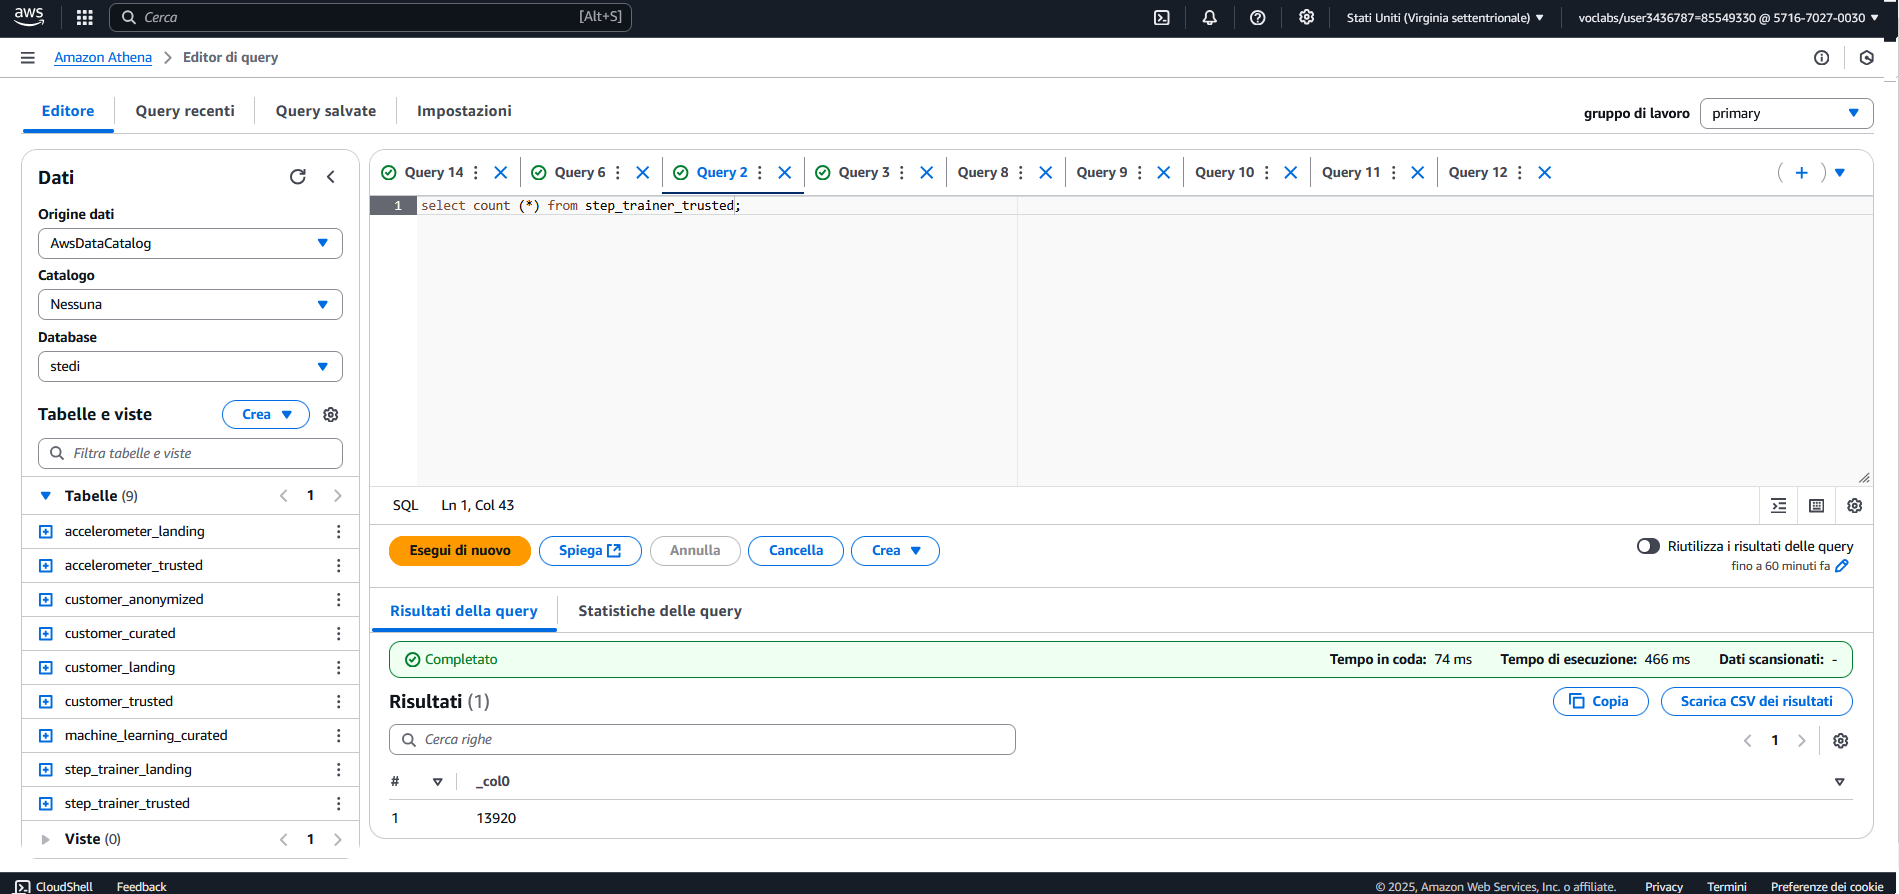 aws
Cerca [Alt+S] Stati Uniti (Virginia settentrionale) voclabs/user3436787=85549330 @ 5716-7027-0030
Amazon Athena Editor di query
Editore Query recenti Query salvate Impostazioni gruppo di lavoro primary
Dati
Origine dati
AwsDataCatalog
Catalogo
Nessuna
Database
stedi
Tabelle e viste Crea
Filtra tabelle e viste
Tabelle (9) 1
accelerometer_landing
accelerometer_trusted
customer_anonymized
customer_curated
customer_landing
customer_trusted
machine_learning_curated
step_trainer_landing
step_trainer_trusted
Viste (0) 1
Query 14 Query 6 Query 2 Query 3 Query 8 Query 9 Query 10 Query 11 Query 12
1 select count (*) from step_trainer_trusted;
SQL Ln 1, Col 43
Esegui di nuovo Spiega Annulla Cancella Crea Riutilizza i risultati delle query
fino a 60 minuti fa
Risultati della query Statistiche delle query
Completato Tempo in coda: 74 ms Tempo di esecuzione: 466 ms Dati scansionati: -
Risultati (1) Copia Scarica CSV dei risultati
Cerca righe 1
# _col0
1 13920
CloudShell Feedback © 2025, Amazon Web Services, Inc. o affiliate. Privacy Termini Preferenze dei cookie